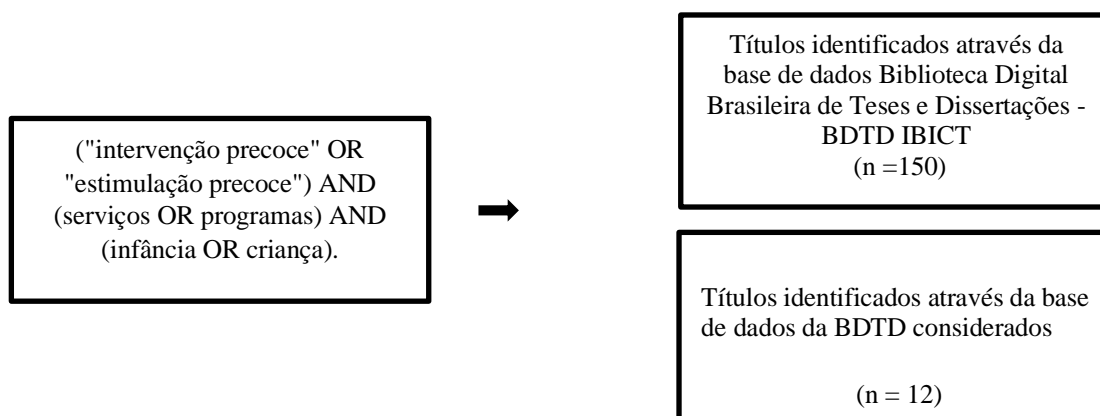 ("intervenção precoce" OR
"estimulação precoce") AND
(serviços OR programas) AND
(infância OR criança).
Títulos identificados através da
base de dados Biblioteca Digital
Brasileira de Teses e Dissertações -
BDTD IBICT
(n =150)
Títulos identificados através da base
de dados da BDTD considerados
(n = 12)